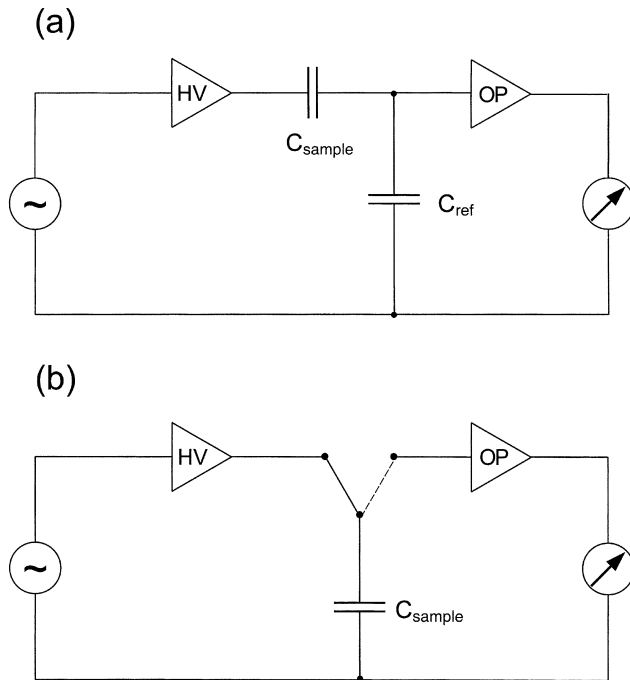 (a)
HV
OP
C_sample
~
C_ref
(b)
HV
OP
~
C_sample